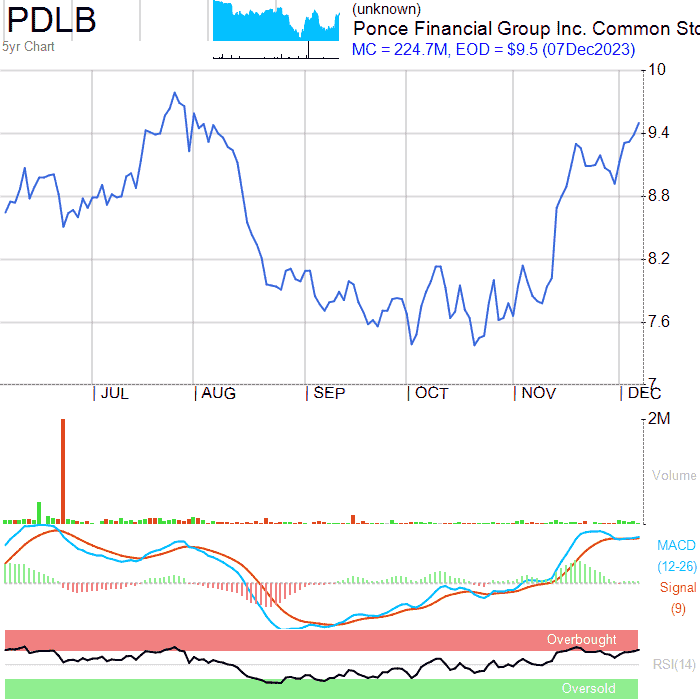 PDLB
5yr Chart
(unknown)
Ponce Financial Group Inc. Common Sto
MC = 224.7M, EOD = $9.5 (07Dec2023)
10
9.4
8.8
8.2
7.6
7
JUL AUG SEP OCT NOV DEC
2M
Volume
MACD
(12-26)
Signal
(9)
Overbought
RSI(14)
Oversold